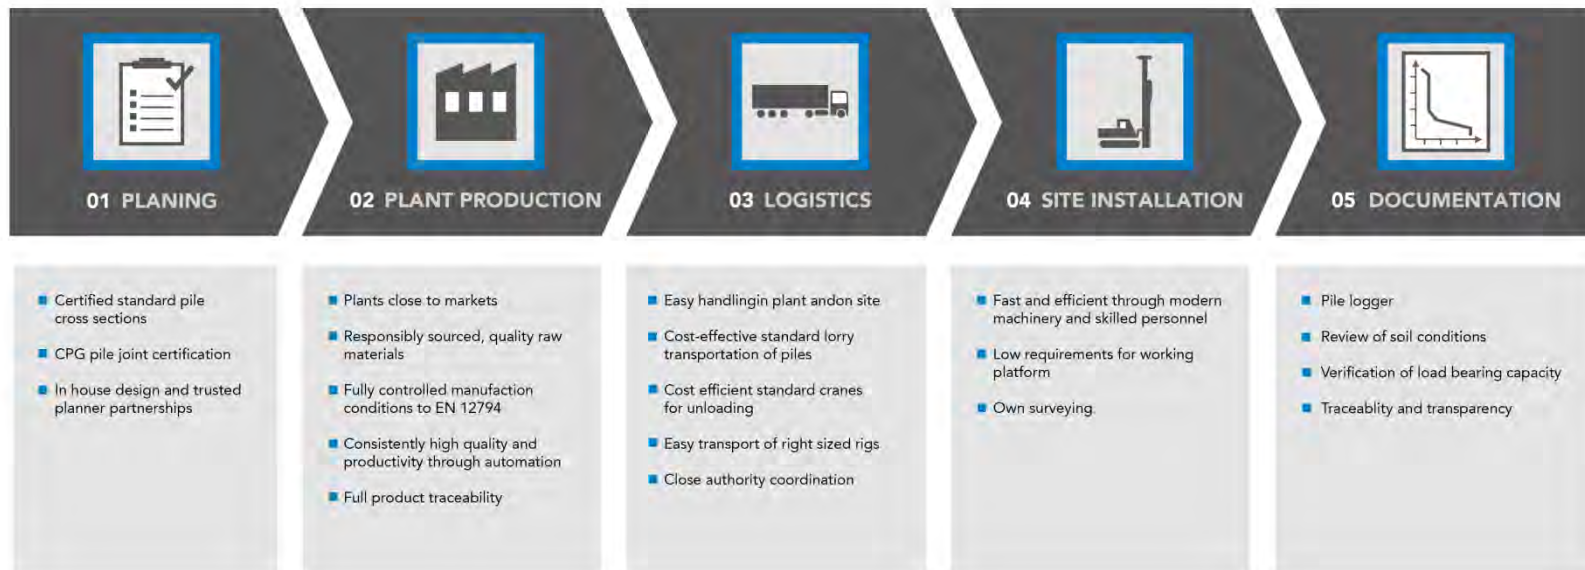 01 PLANING
02 PLANT PRODUCTION
03 LOGISTICS
04 SITE INSTALLATION
05 DOCUMENTATION
Certified standard pile
cross sections
CPG pile joint certification
In house design and trusted
planner partnerships
Plants close to markets
Responsibly sourced, quality raw
materials
Fully controlled manufaction
conditions to EN 12794
Consistently high quality and
productivity through automation
Full product traceability
Easy handlingin plant andon site
Cost-effective standard lorry
transportation of piles
Cost efficient standard cranes
for unloading
Easy transport of right sized rigs
Close authority coordination
Fast and efficient through modern
machinery and skilled personnel
Low requirements for working
platform
Own surveying
Pile logger
Review of soil conditions
Verification of load bearing capacity
Traceablity and transparency